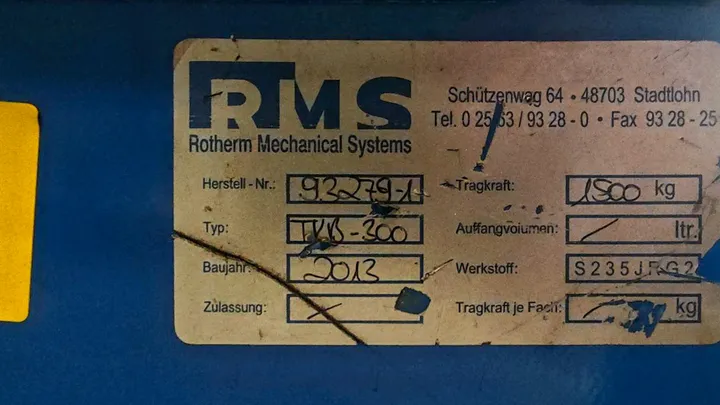 RMS
Rotherm Mechanical Systems
Schützenwag 64 • 48703 Stadtlohn
Tel. 0 25 63 / 93 28 - 0 • Fax 93 28 - 25
Herstell - Nr.: 93279-1
Tragkraft: 1500 kg
Typ: TKB-300
Auffangvolumen: / ltr.
Baujahr: 2013
Werkstoff: S235JRG2
Zulassung:
Tragkraft je Fach: kg